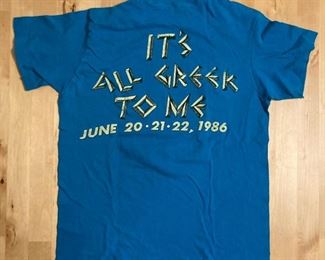 IT'S
ALL GREEK
TO ME
JUNE 20·21·22, 1986